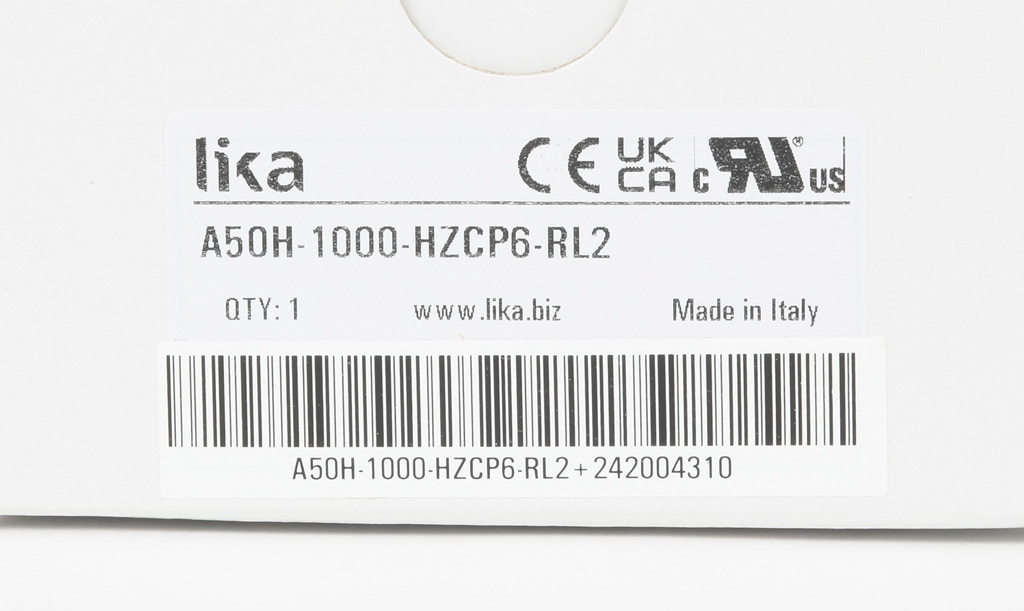 lika CE UK CA c RU® US
A50H-1000-HZCP6-RL2
QTY: 1 www.lika.biz Made in Italy
A50H-1000-HZCP6-RL2+242004310